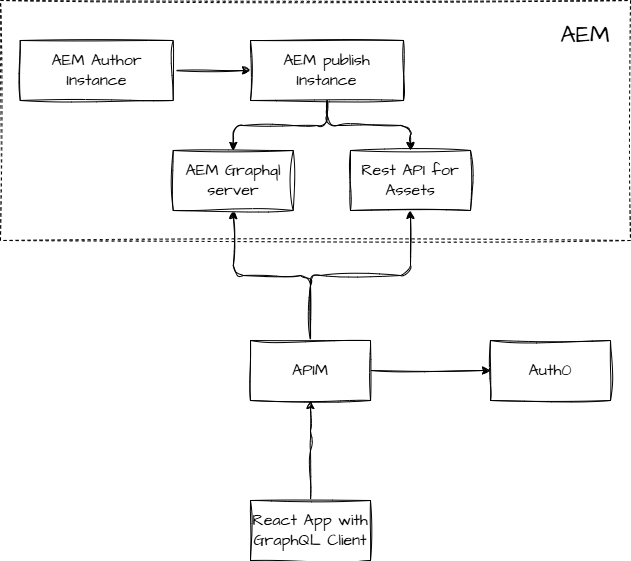 AEM
AEM Author
Instance
AEM publish
Instance
AEM Graphql
server
Rest API for
Assets
APIM
Auth0
React App with
GraphQL Client